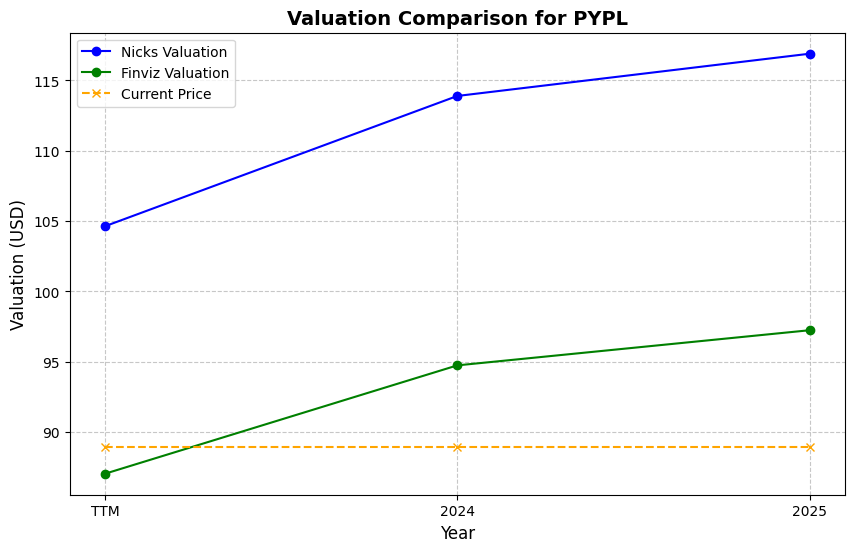 Valuation Comparison for PYPL
Nicks Valuation
Finviz Valuation
Current Price
Valuation (USD)
115
110
105
100
95
90
TTM
2024
2025
Year